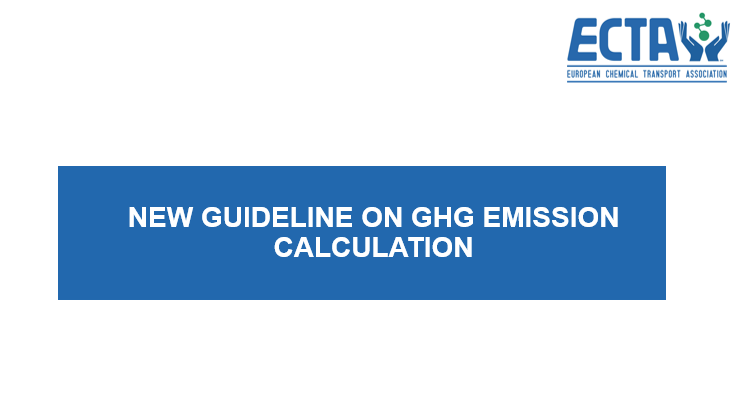 ECTA
EUROPEAN CHEMICAL TRANSPORT ASSOCIATION
NEW GUIDELINE ON GHG EMISSION
CALCULATION